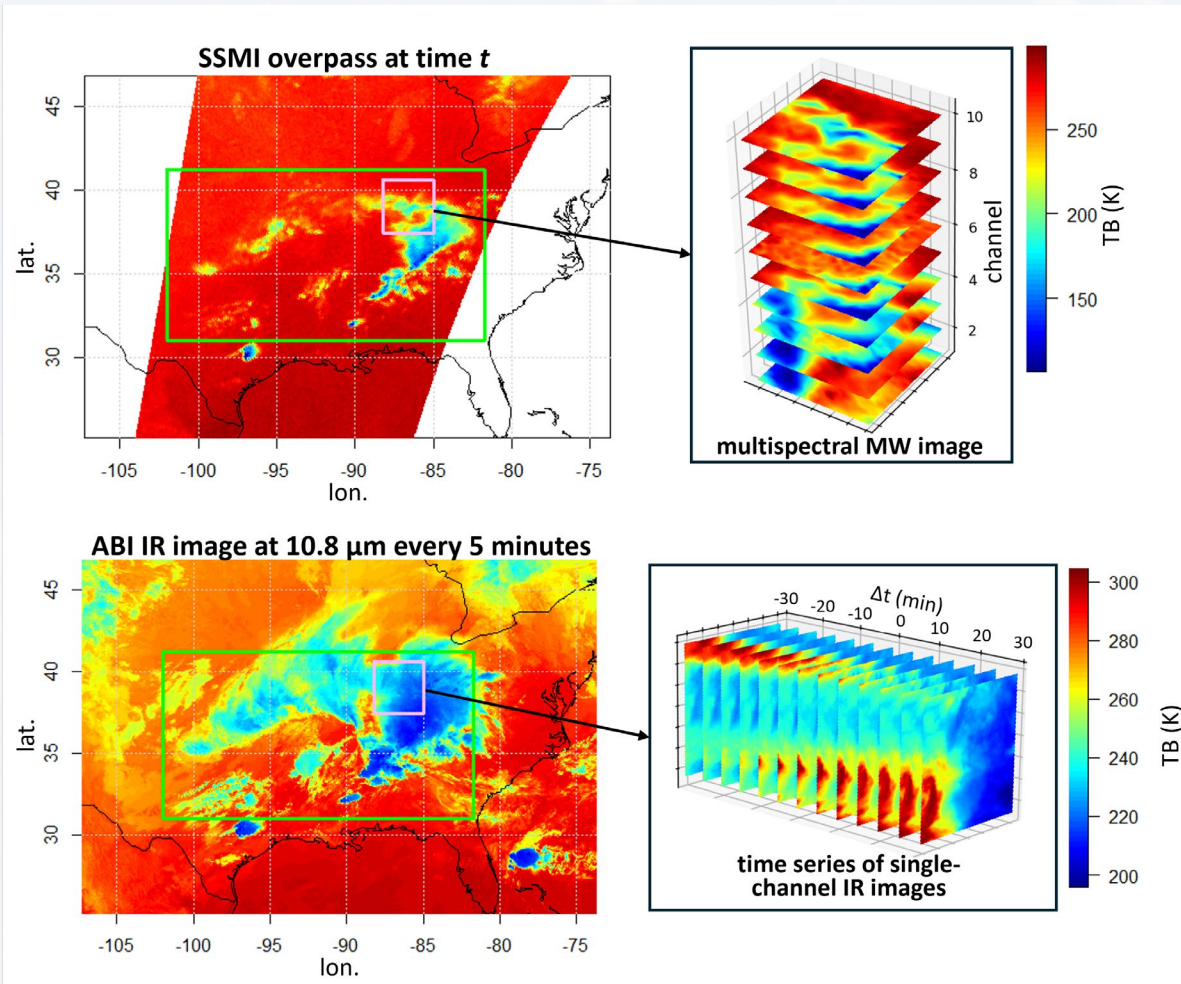 SSMI overpass at time t
45
40
35
30
lat.
-105 -100 -95 -90 -85 -80 -75
lon.
10
8
6
4
2
channel
multispectral MW image
250
200
150
TB (K)
ABI IR image at 10.8 µm every 5 minutes
45
40
35
30
lat.
-105 -100 -95 -90 -85 -80 -75
lon.
Δt (min)
-30 -20 -10 0 10 20 30
time series of single-
channel IR images
300
280
260
240
220
200
TB (K)